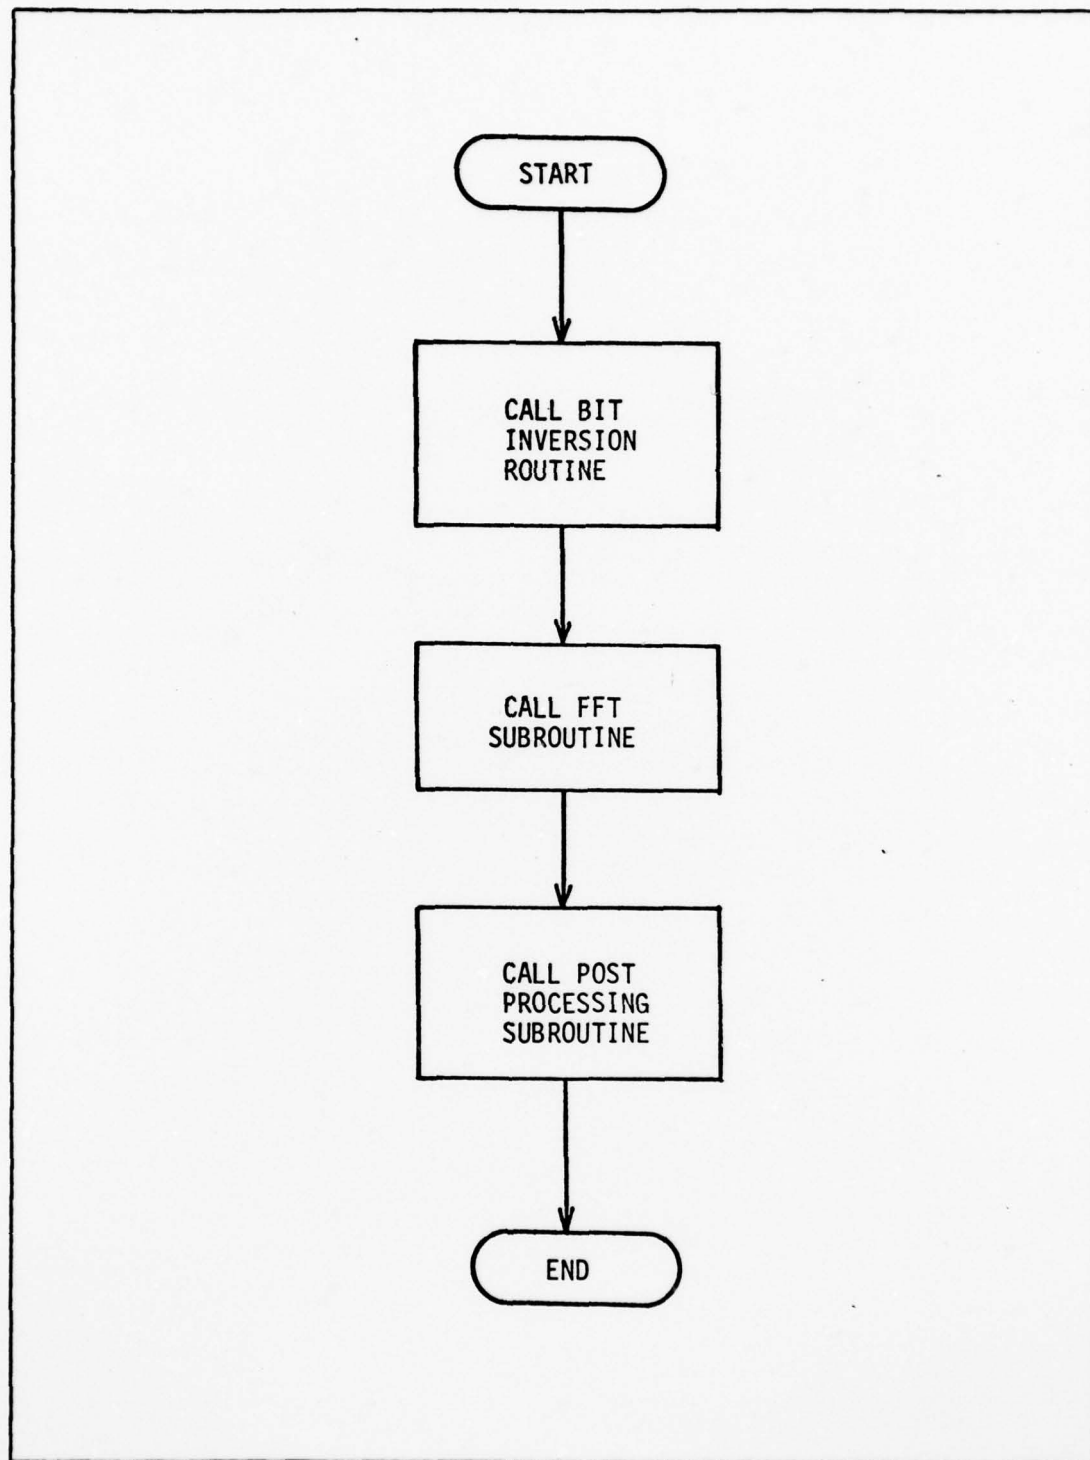 START
CALL BIT
INVERSION
ROUTINE
CALL FFT
SUBROUTINE
CALL POST
PROCESSING
SUBROUTINE
END